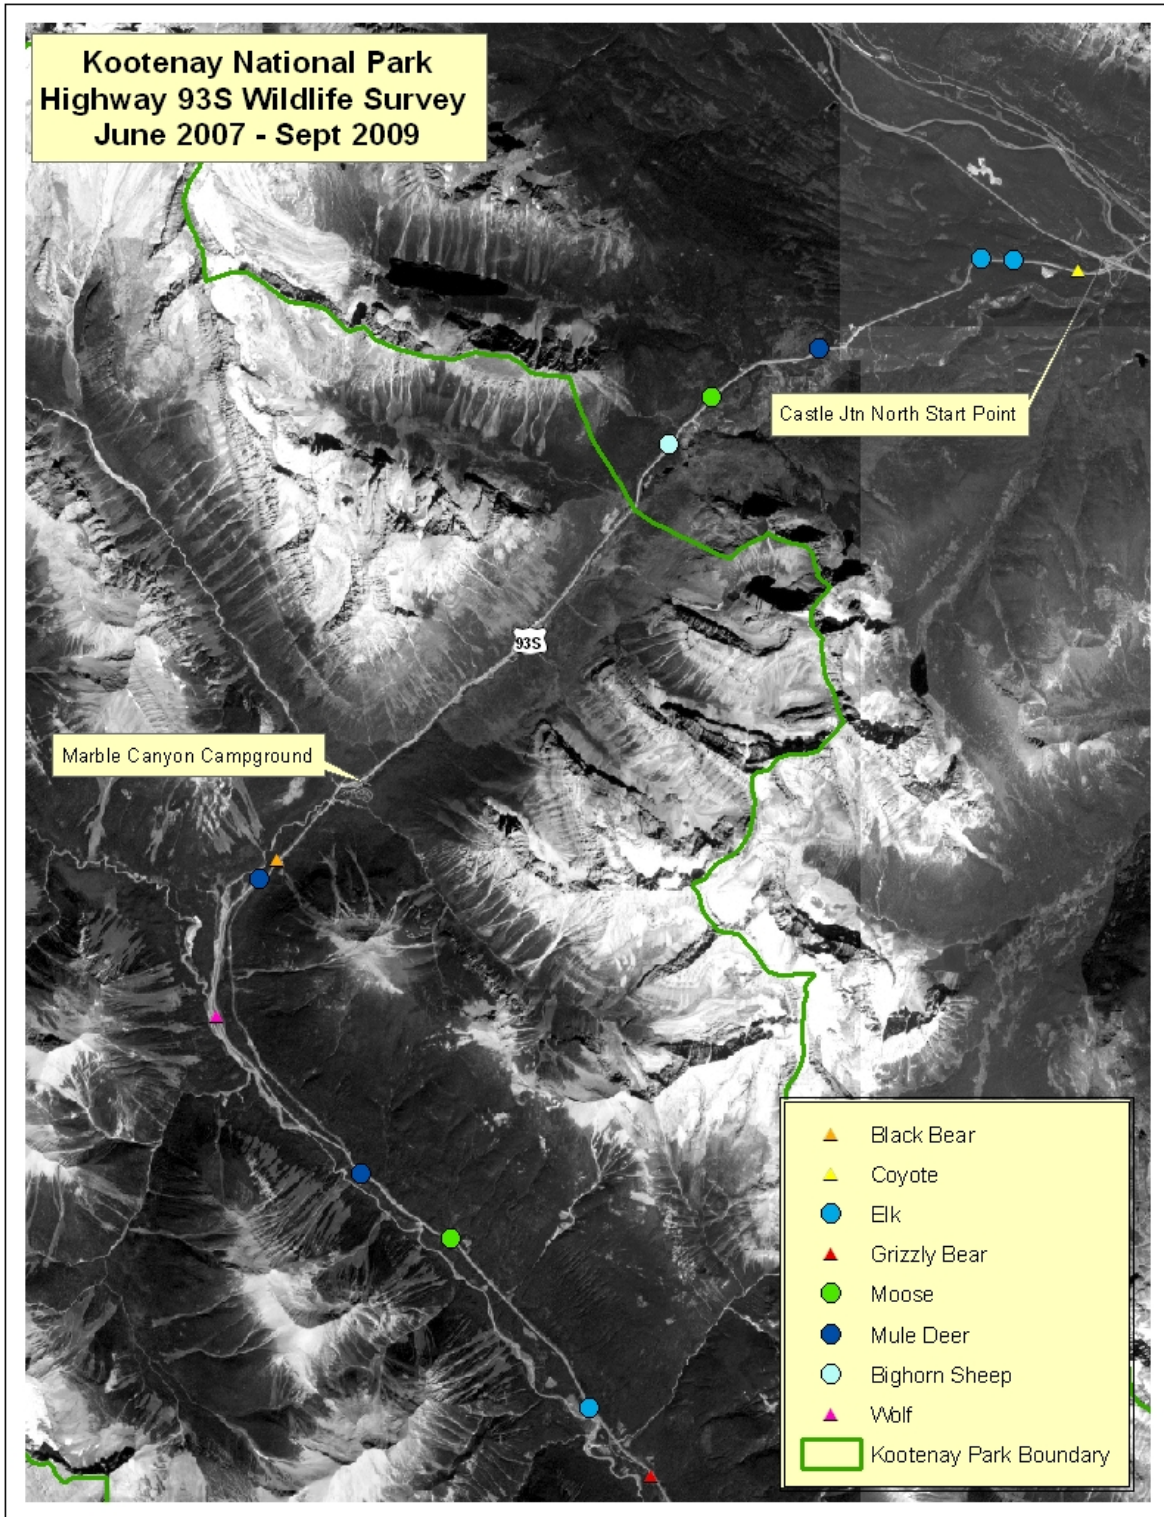 Kootenay National Park
Highway 93S Wildlife Survey
June 2007 - Sept 2009
Castle Jtn North Start Point
93S
Marble Canyon Campground
Black Bear
Coyote
Elk
Grizzly Bear
Moose
Mule Deer
Bighorn Sheep
Wolf
Kootenay Park Boundary